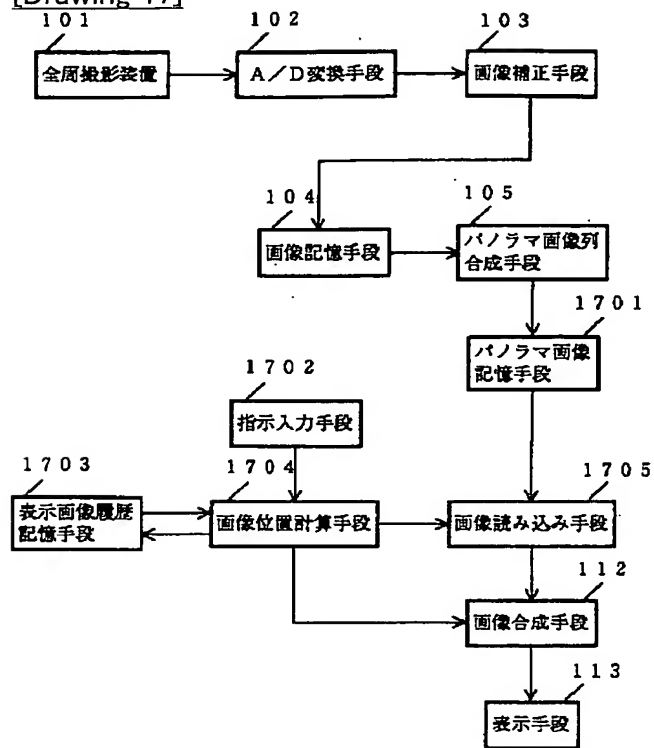 [Drawing 17]
101
102
103
全周撮影装置
A/D変換手段
画像補正手段
104
105
画像記憶手段
パノラマ画像列
合成手段
1701
パノラマ画像
記憶手段
1702
指示入力手段
1703
1704
1705
表示画像履歴
記憶手段
画像位置計算手段
画像読み込み手段
112
画像合成手段
113
表示手段